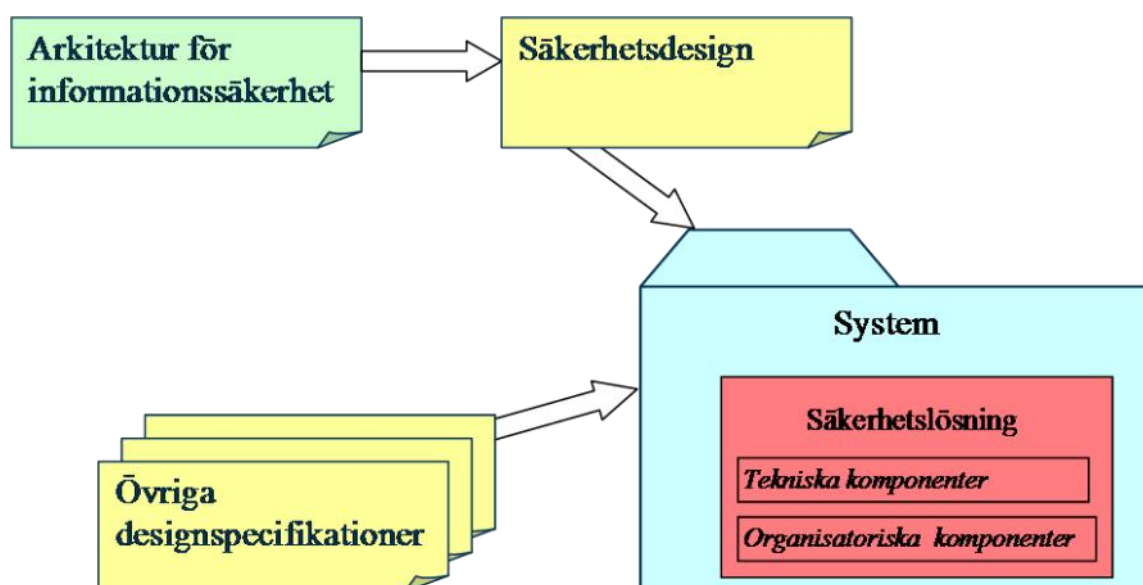 Arkitektur för
informationssäkerhet
Säkerhetsdesign
System
Säkerhetslösning
Tekniska komponenter
Organisatoriska komponenter
Övriga
designspecifikationer